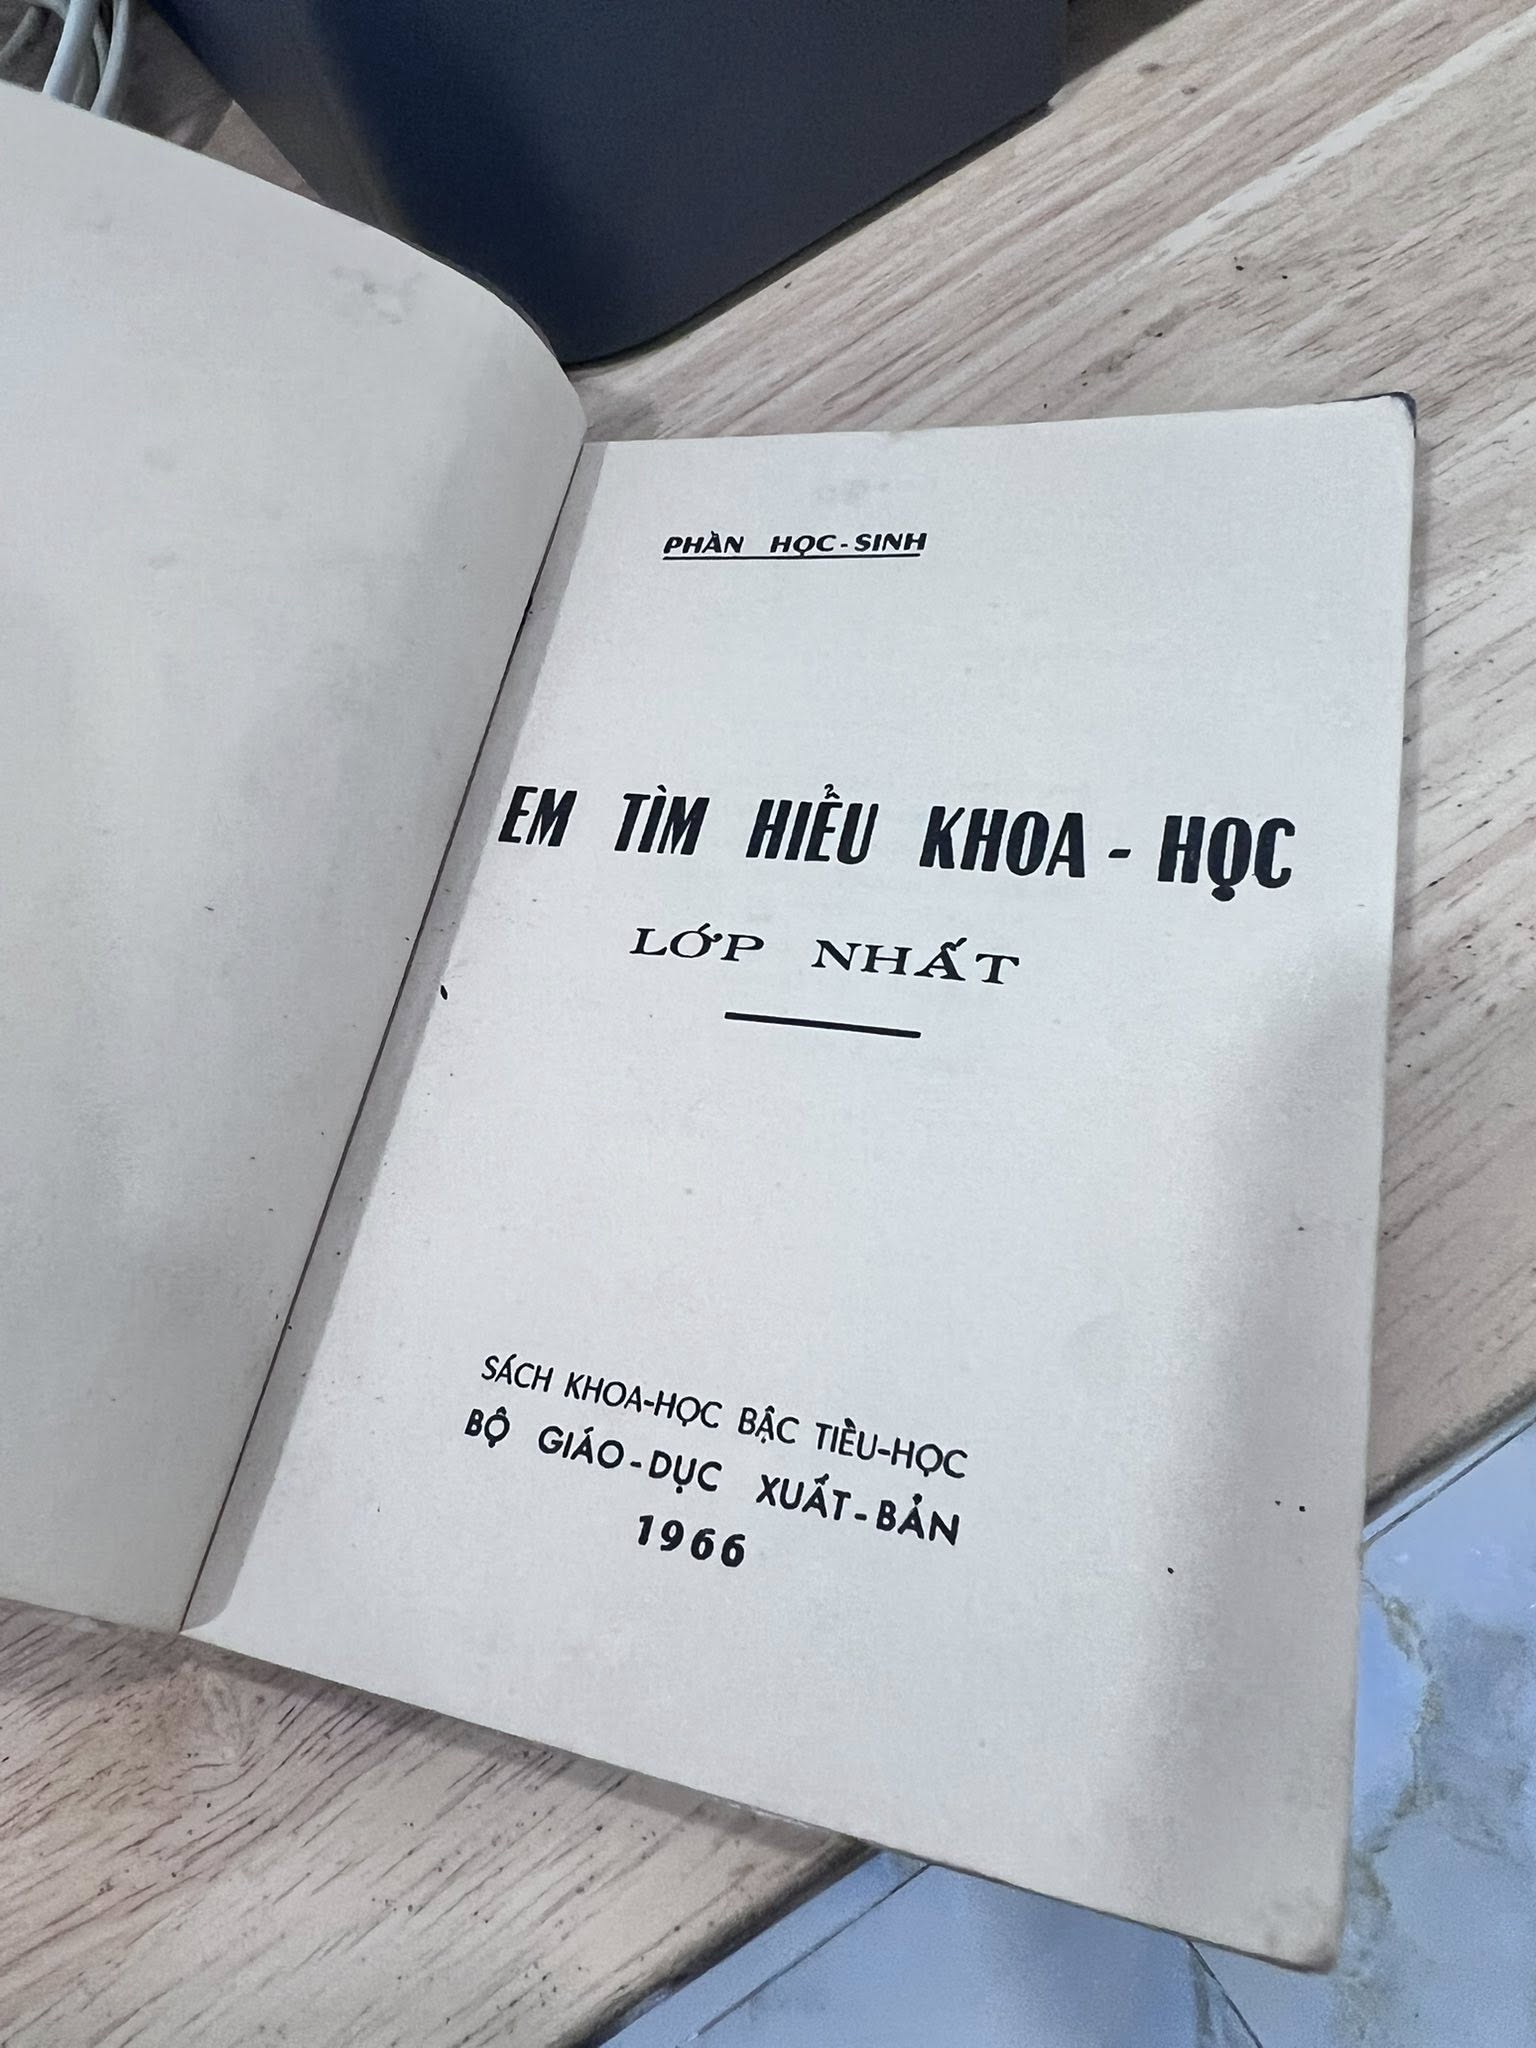 PHẦN HỌC-SINH
EM TÌM HIỂU KHOA-HỌC
LỚP NHẤT
SÁCH KHOA-HỌC BẬC TIỂU-HỌC
BỘ GIÁO-DỤC XUẤT-BẢN
1966